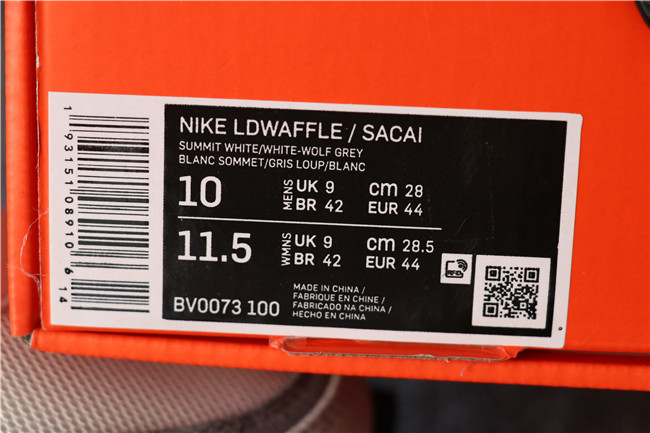 NIKE LDWAFFLE / SACAI
SUMMIT WHITE/WHITE-WOLF GREY
BLANC SOMMET/GRIS LOUP/BLANC
10 MENS UK 9 cm 28
BR 42 EUR 44
11.5 WMNS UK 9 cm 28.5
BR 42 EUR 44
BV0073 100
MADE IN CHINA /
FABRIQUE EN CHINE /
FABRICADO NA CHINA /
HECHO EN CHINA
1 93151 08910 6 14